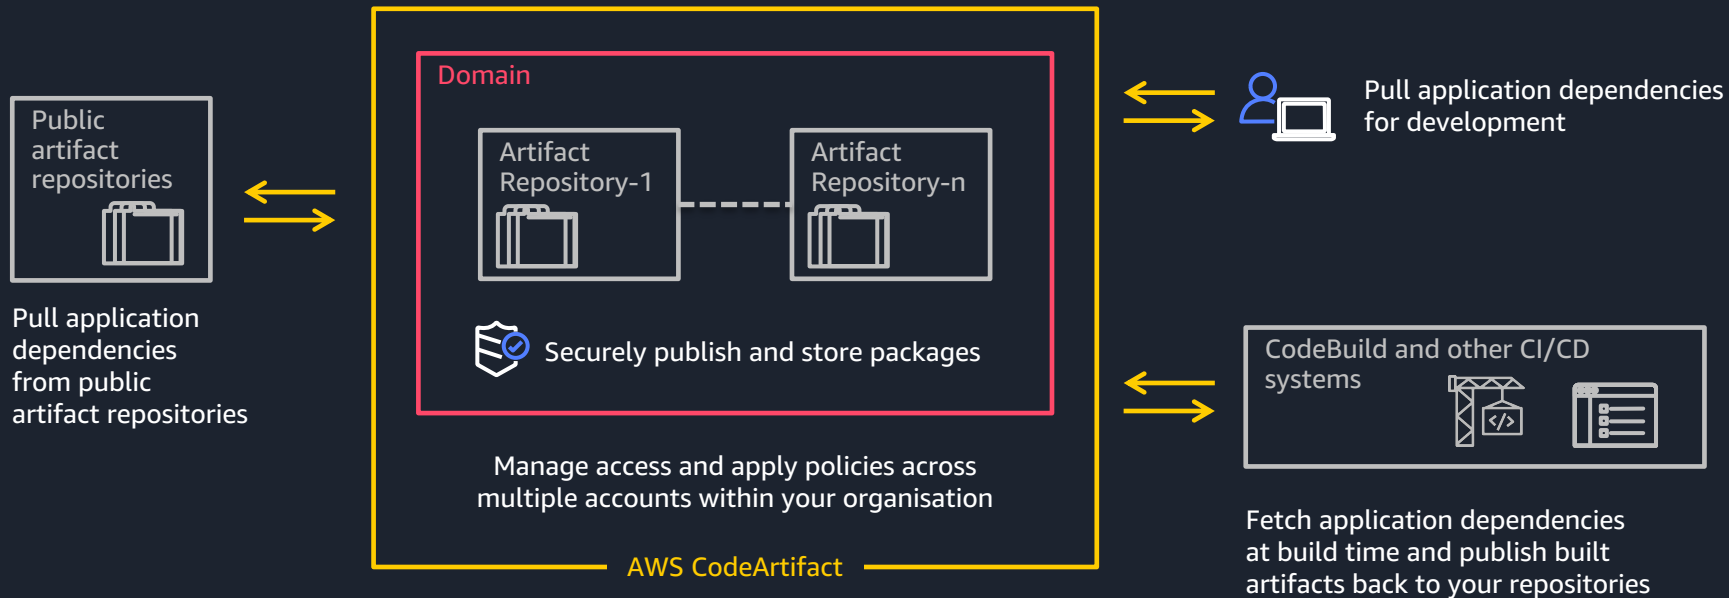 Public
artifact
repositories
Pull application
dependencies
from public
artifact repositories
Domain
Artifact
Repository-1
Artifact
Repository-n
Securely publish and store packages
Manage access and apply policies across
multiple accounts within your organisation
AWS CodeArtifact
Pull application dependencies
for development
CodeBuild and other CI/CD
systems
</>
Fetch application dependencies
at build time and publish built
artifacts back to your repositories